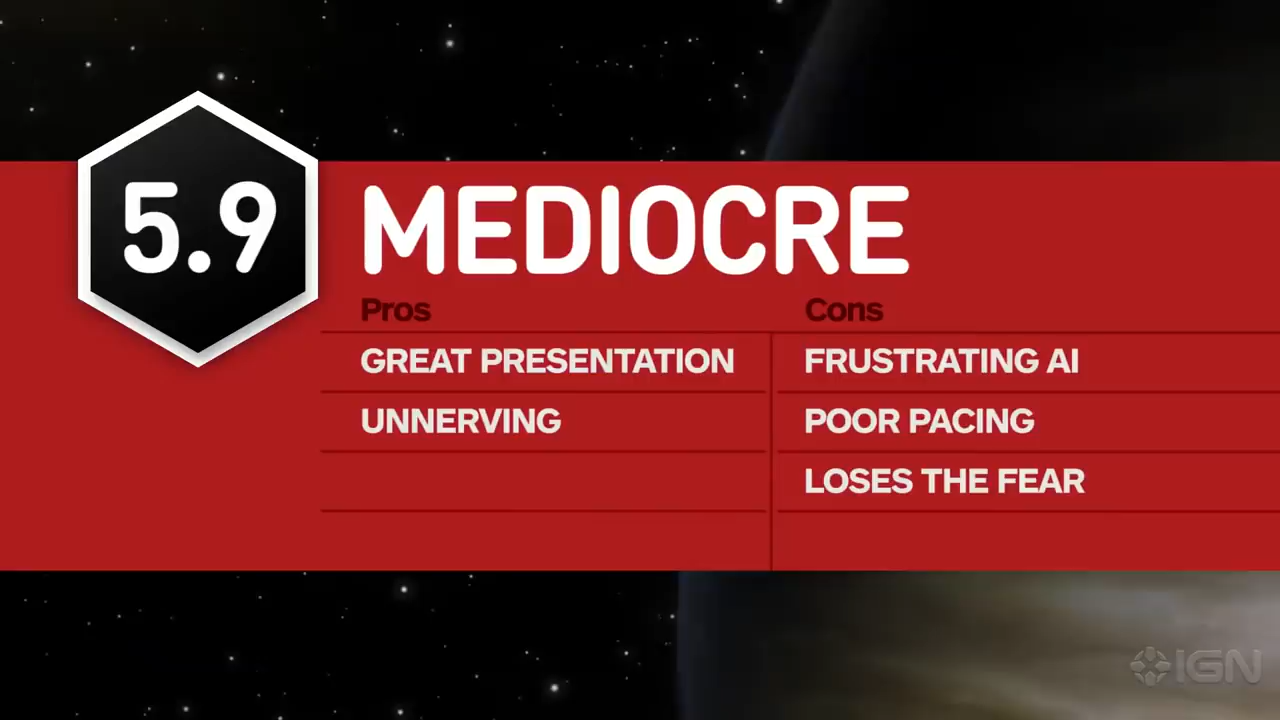 5.9
MEDIOCRE
Pros
Cons
GREAT PRESENTATION
FRUSTRATING AI
UNNERVING
POOR PACING
LOSES THE FEAR
IGN